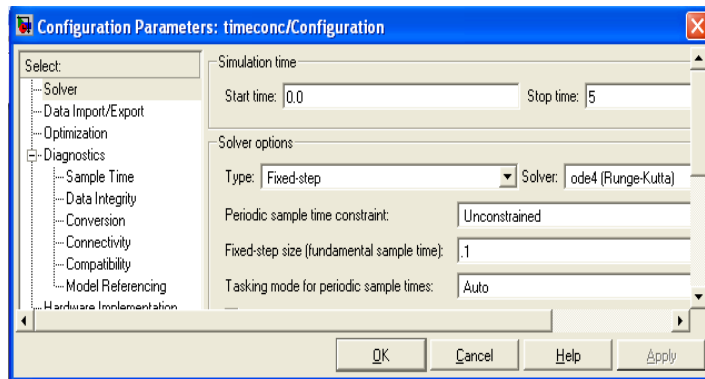 Configuration Parameters: timeconc/Configuration
Select:
Solver
Data Import/Export
Optimization
Diagnostics
Sample Time
Data Integrity
Conversion
Connectivity
Compatibility
Model Referencing
Hardware Implementation
Simulation time
Start time: 0.0 Stop time: 5
Solver options
Type: Fixed-step Solver: ode4 (Runge-Kutta)
Periodic sample time constraint: Unconstrained
Fixed-step size (fundamental sample time): .1
Tasking mode for periodic sample times: Auto
OK Cancel Help Apply